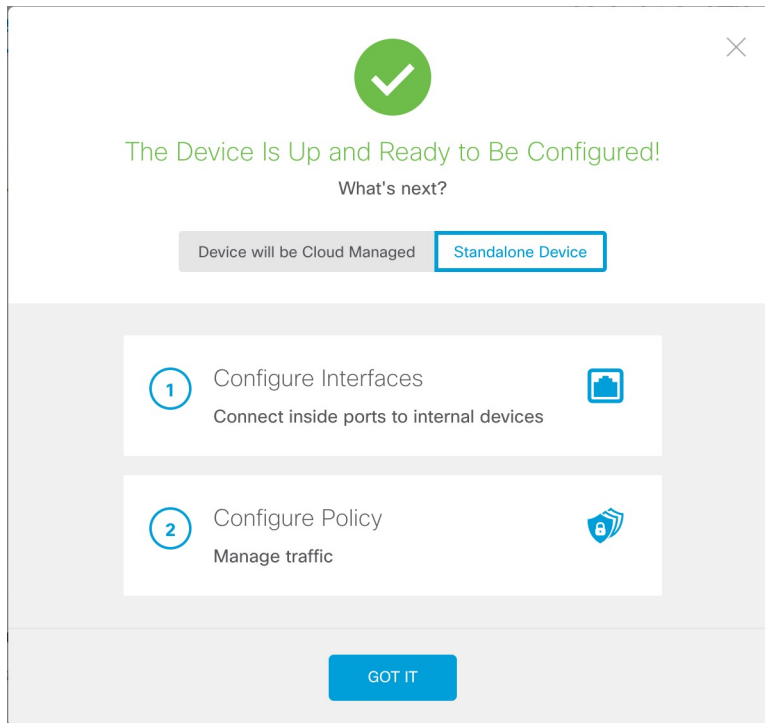 The Device Is Up and Ready to Be Configured!
What's next?
Device will be Cloud Managed
Standalone Device
1
Configure Interfaces
Connect inside ports to internal devices
2
Configure Policy
Manage traffic
GOT IT